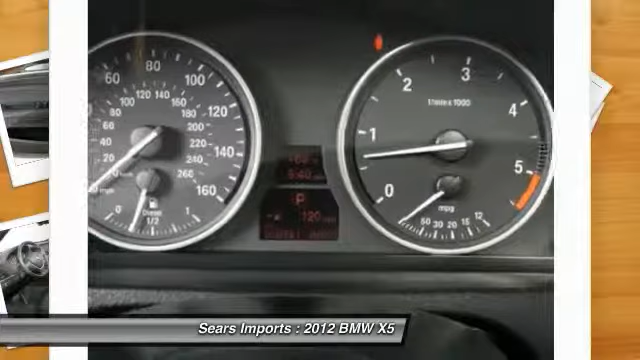 60 80 100 120 140 160
80 100 120 140 160 180 200 220 240 260
60 40 20 0
mph
0 Diesel 1/2 1
P
120
0 1 2 3 4 5
1/min x 1000
mpg
50 30 20 15 12
Sears Imports : 2012 BMW X5